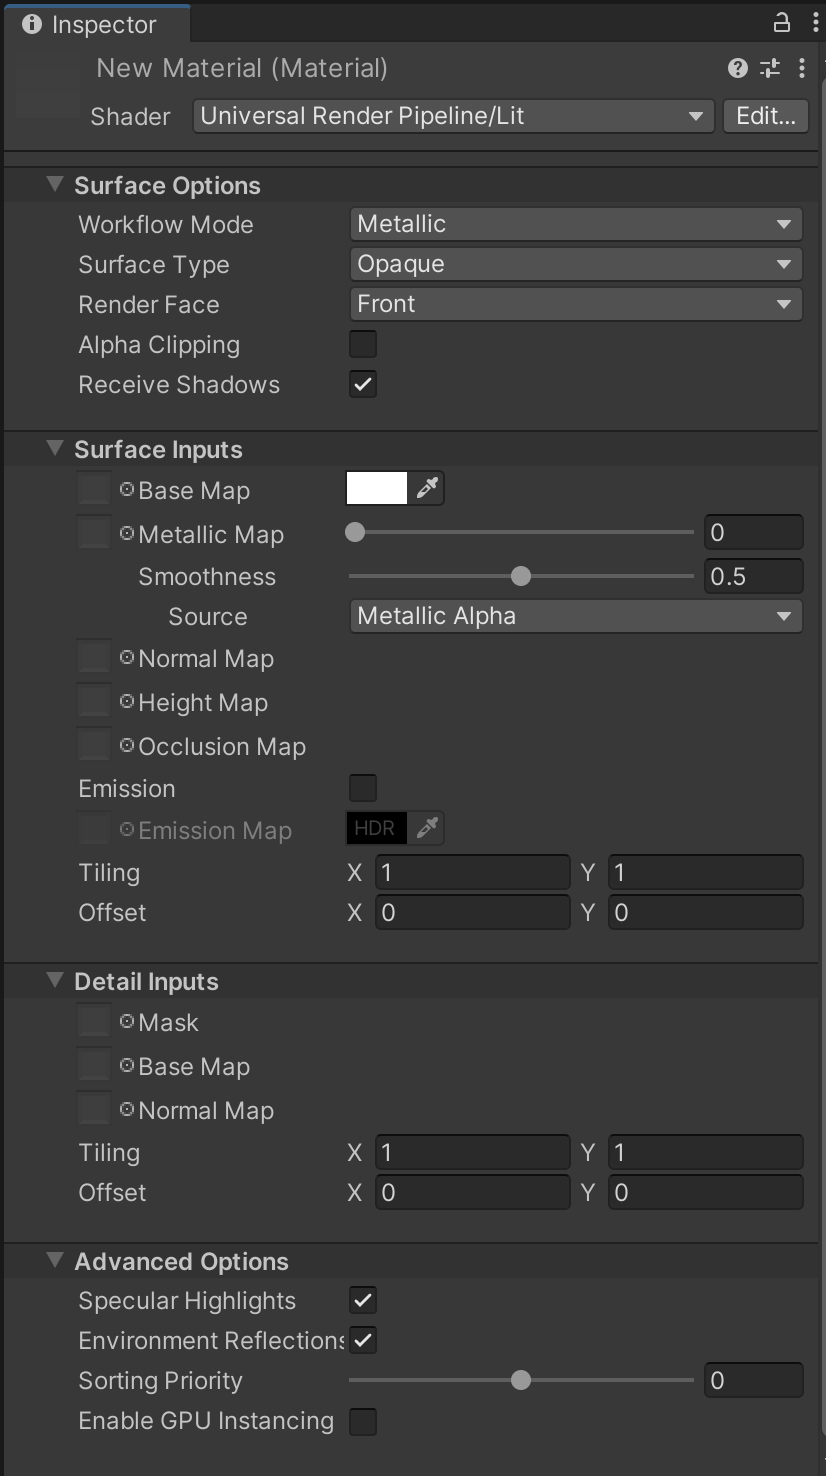 Inspector
New Material (Material)
Shader Universal Render Pipeline/Lit Edit...
Surface Options
Workflow Mode Metallic
Surface Type Opaque
Render Face Front
Alpha Clipping
Receive Shadows
Surface Inputs
Base Map
Metallic Map 0
Smoothness 0.5
Source Metallic Alpha
Normal Map
Height Map
Occlusion Map
Emission
Emission Map HDR
Tiling X 1 Y 1
Offset X 0 Y 0
Detail Inputs
Mask
Base Map
Normal Map
Tiling X 1 Y 1
Offset X 0 Y 0
Advanced Options
Specular Highlights
Environment Reflections
Sorting Priority 0
Enable GPU Instancing